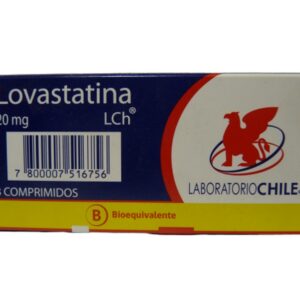 Lovastatina
20 mg LCh®
7 800007 516756
COMPRIMIDOS
LABORATORIOCHILE
B Bioequivalente